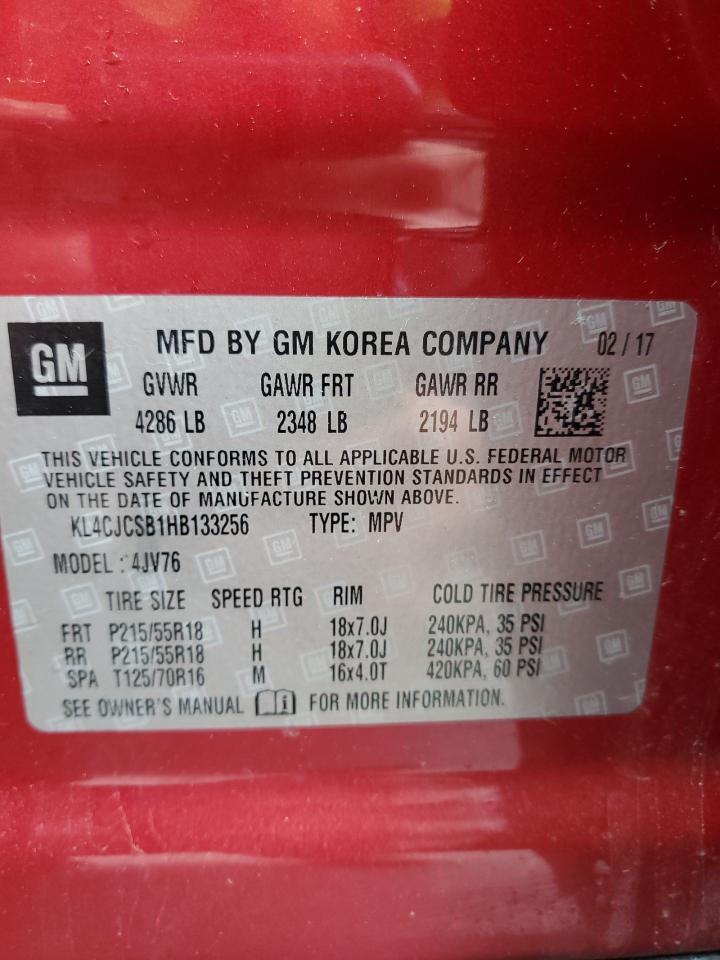 GM
MFD BY GM KOREA COMPANY 02/17
GVWR GAWR FRT GAWR RR
4286 LB 2348 LB 2194 LB
THIS VEHICLE CONFORMS TO ALL APPLICABLE U.S. FEDERAL MOTOR
VEHICLE SAFETY AND THEFT PREVENTION STANDARDS IN EFFECT
ON THE DATE OF MANUFACTURE SHOWN ABOVE.
KL4CJCSB1HB133256 TYPE: MPV
MODEL : 4JV76
TIRE SIZE SPEED RTG RIM COLD TIRE PRESSURE
FRT P215/55R18 H 18x7.0J 240KPA, 35 PSI
RR P215/55R18 H 18x7.0J 240KPA, 35 PSI
SPA T125/70R16 M 16x4.0T 420KPA, 60 PSI
SEE OWNER'S MANUAL i FOR MORE INFORMATION.